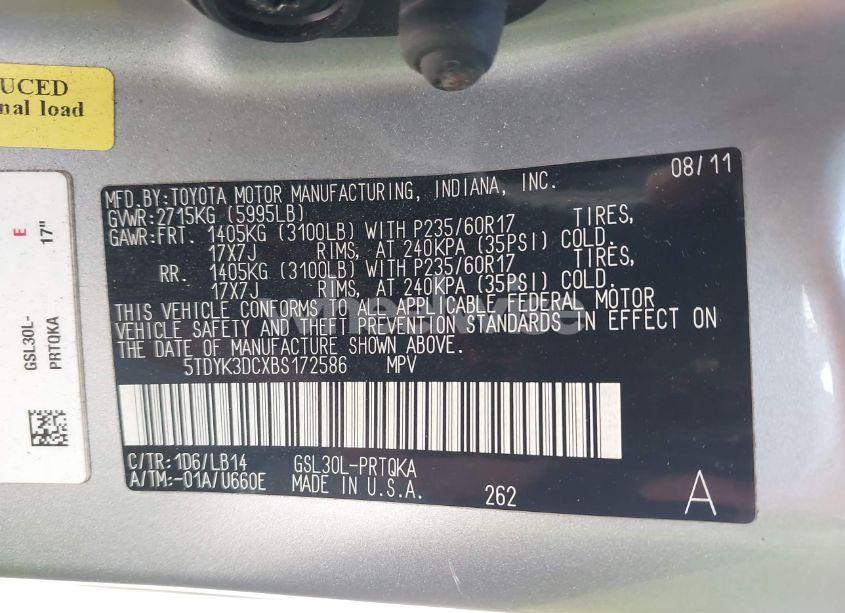 UCED
nal load
E
17"
GSL30L-
PRTQKA
08/11
MFD.BY:TOYOTA MOTOR MANUFACTURING, INDIANA, INC.
GVWR:2715KG (5995LB)
GAWR:FRT. 1405KG (3100LB) WITH P235/60R17 TIRES,
17X7J RIMS, AT 240KPA (35PSI) COLD.
RR. 1405KG (3100LB) WITH P235/60R17 TIRES,
17X7J RIMS, AT 240KPA (35PSI) COLD.
THIS VEHICLE CONFORMS TO ALL APPLICABLE FEDERAL MOTOR
VEHICLE SAFETY AND THEFT PREVENTION STANDARDS IN EFFECT ON
THE DATE OF MANUFACTURE SHOWN ABOVE.
5TDYK3DCXBS172586 MPV
C/TR:1D6/LB14 GSL30L-PRTQKA
A/TM:-01A/U660E MADE IN U.S.A. 262
A